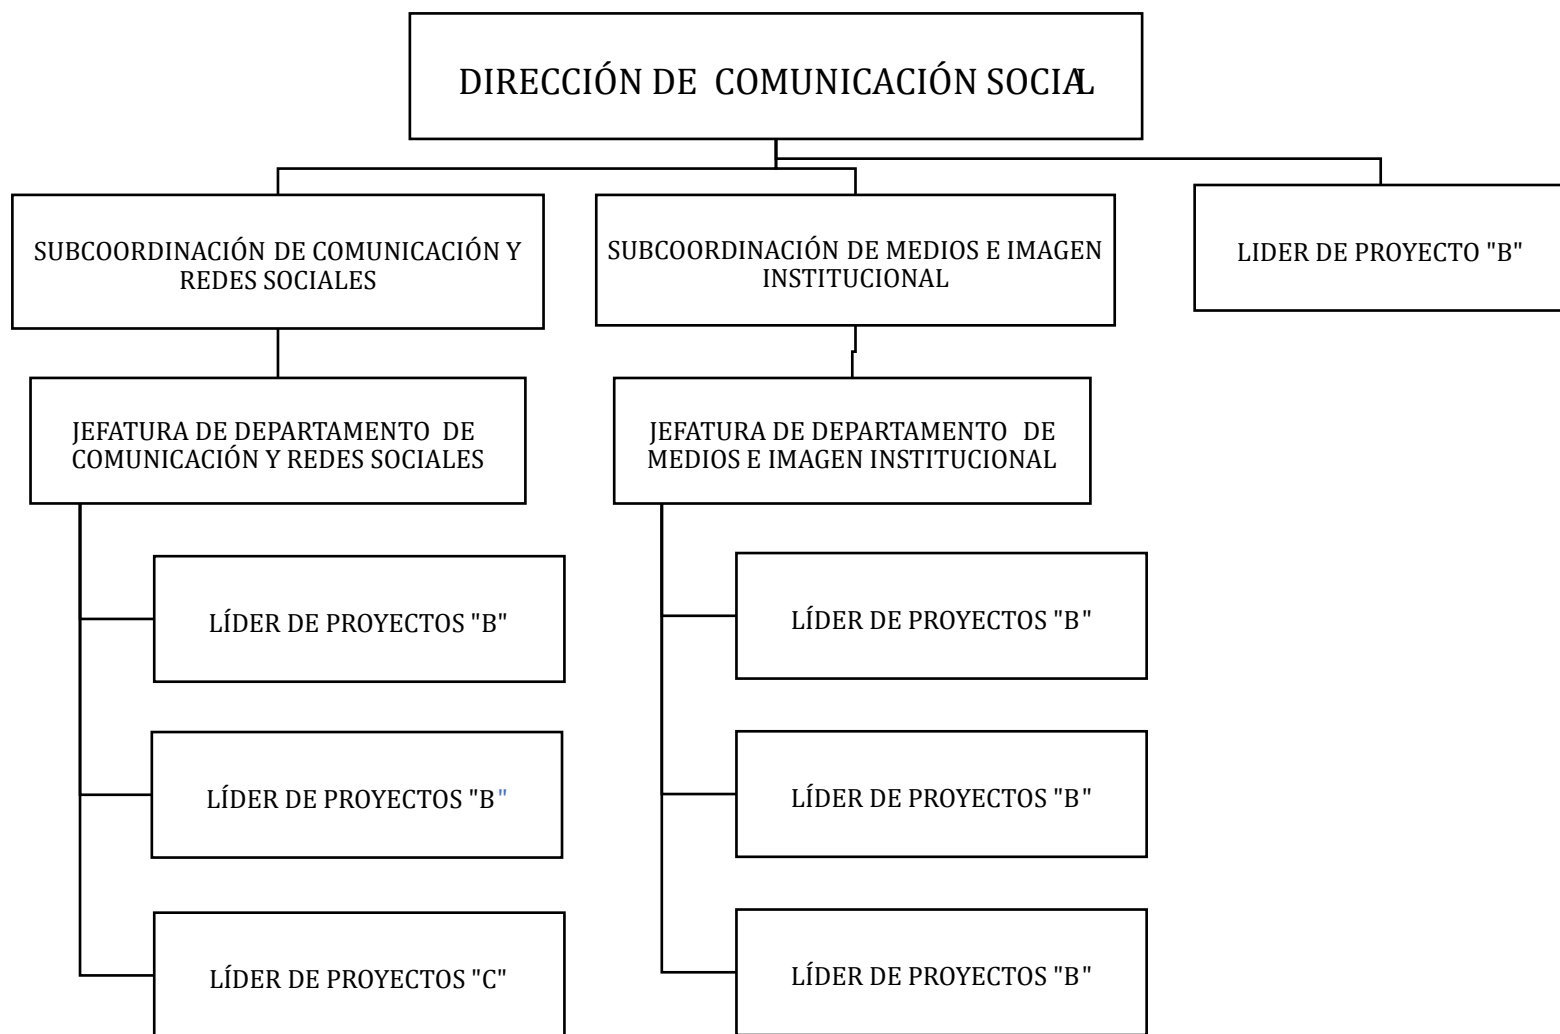 DIRECCIÓN DE COMUNICACIÓN SOCIAL
SUBCOORDINACIÓN DE COMUNICACIÓN Y
REDES SOCIALES
SUBCOORDINACIÓN DE MEDIOS E IMAGEN
INSTITUCIONAL
LIDER DE PROYECTO "B"
JEFATURA DE DEPARTAMENTO DE
COMUNICACIÓN Y REDES SOCIALES
JEFATURA DE DEPARTAMENTO DE
MEDIOS E IMAGEN INSTITUCIONAL
LÍDER DE PROYECTOS "B"
LÍDER DE PROYECTOS "B"
LÍDER DE PROYECTOS "B"
LÍDER DE PROYECTOS "B"
LÍDER DE PROYECTOS "C"
LÍDER DE PROYECTOS "B"